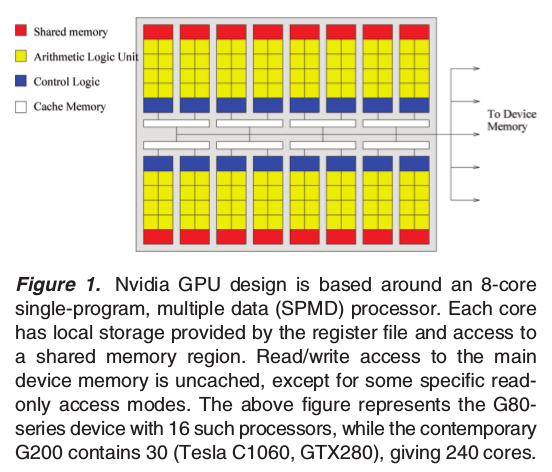 Shared memory
Arithmetic Logic Unit
Control Logic
Cache Memory
To Device
Memory
Figure 1. Nvidia GPU design is based around an 8-core
single-program, multiple data (SPMD) processor. Each core
has local storage provided by the register file and access to
a shared memory region. Read/write access to the main
device memory is uncached, except for some specific read-
only access modes. The above figure represents the G80-
series device with 16 such processors, while the contemporary
G200 contains 30 (Tesla C1060, GTX280), giving 240 cores.